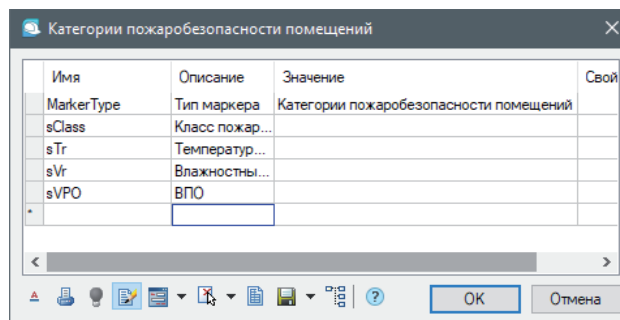 Категории пожаробезопасности помещений
Имя Описание Значение Свой
MarkerType Тип маркера Категории пожаробезопасности помещений
sClass Класс пожар...
sTr Температур...
sVr Влажностны...
sVPO ВПО
*
OK Отмена